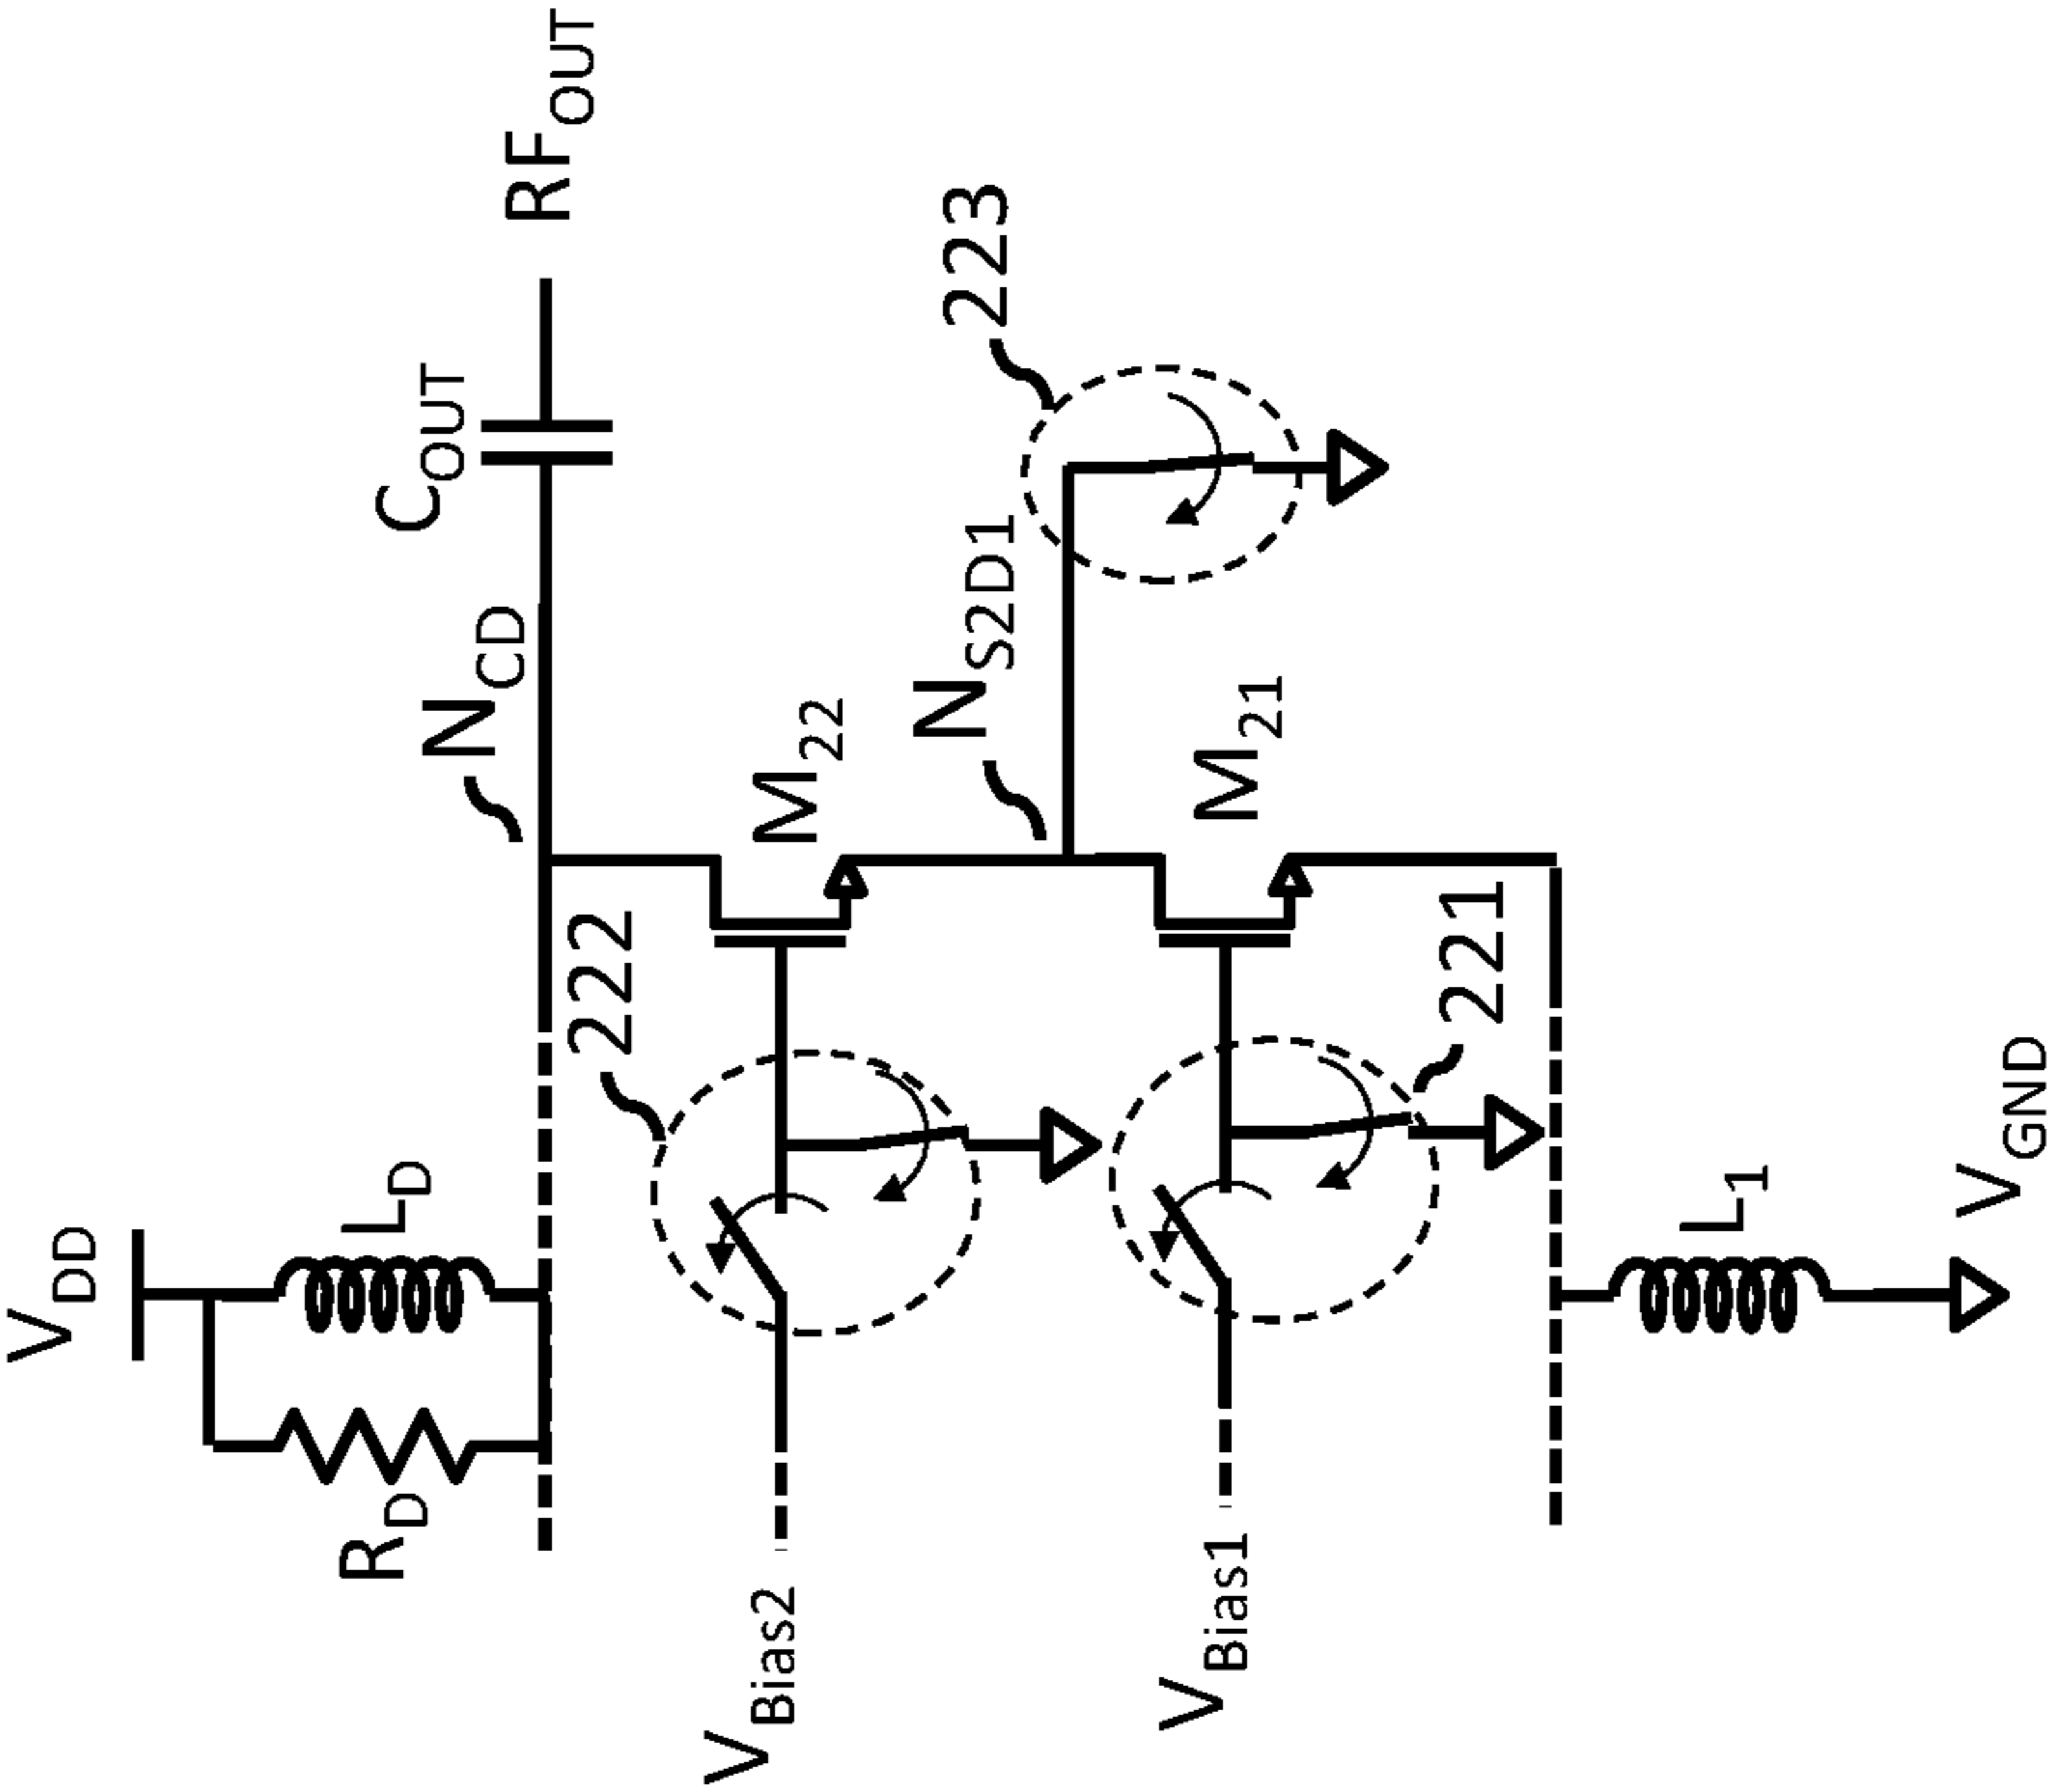 V_DD
R_D
L_D
C_OUT
RF_OUT
N_CD
222
M_22
V_Bias2
N_S2D1
223
M_21
221
V_Bias1
L_1
V_GND